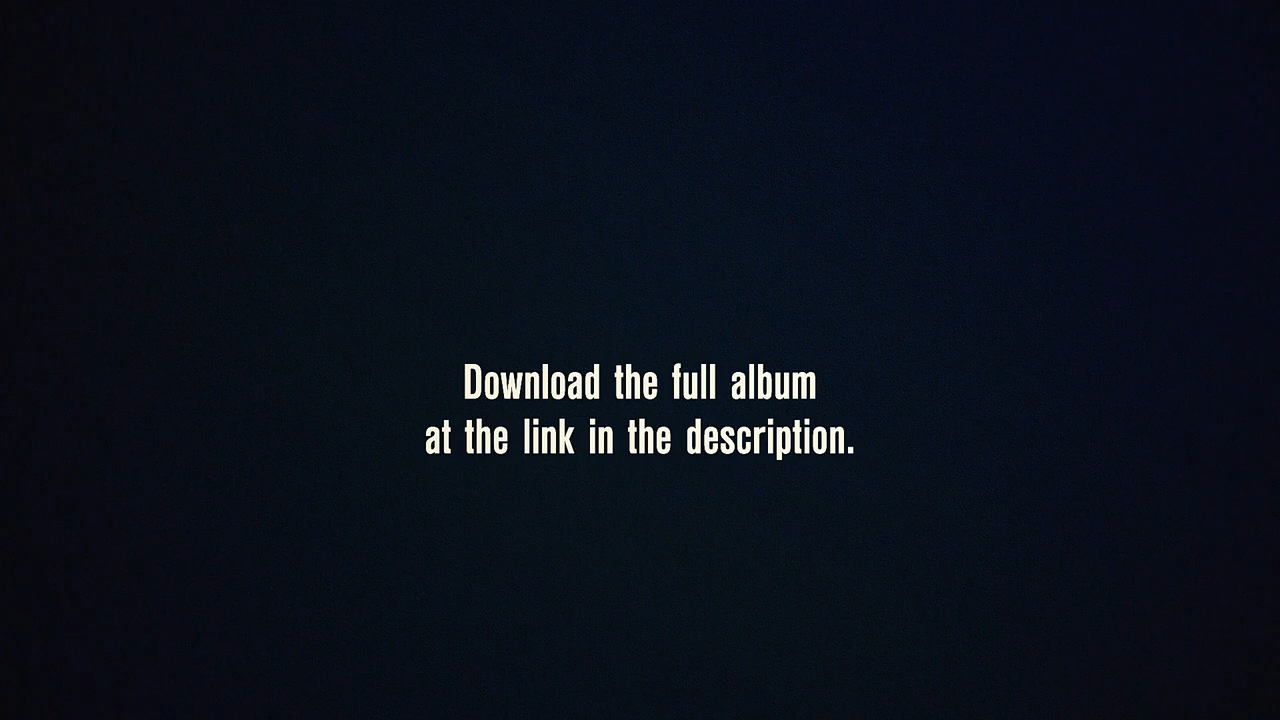 Download the full album
at the link in the description.